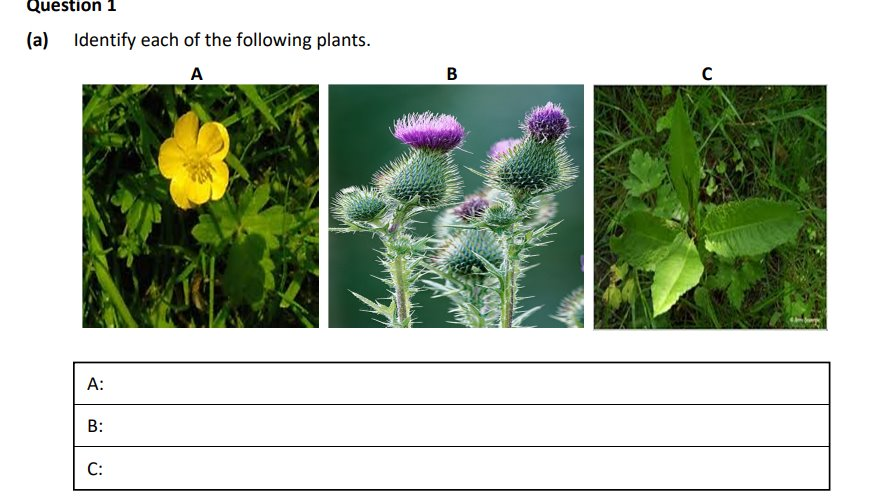 Question 1
(a) Identify each of the following plants.
A B C
A:
B:
C: